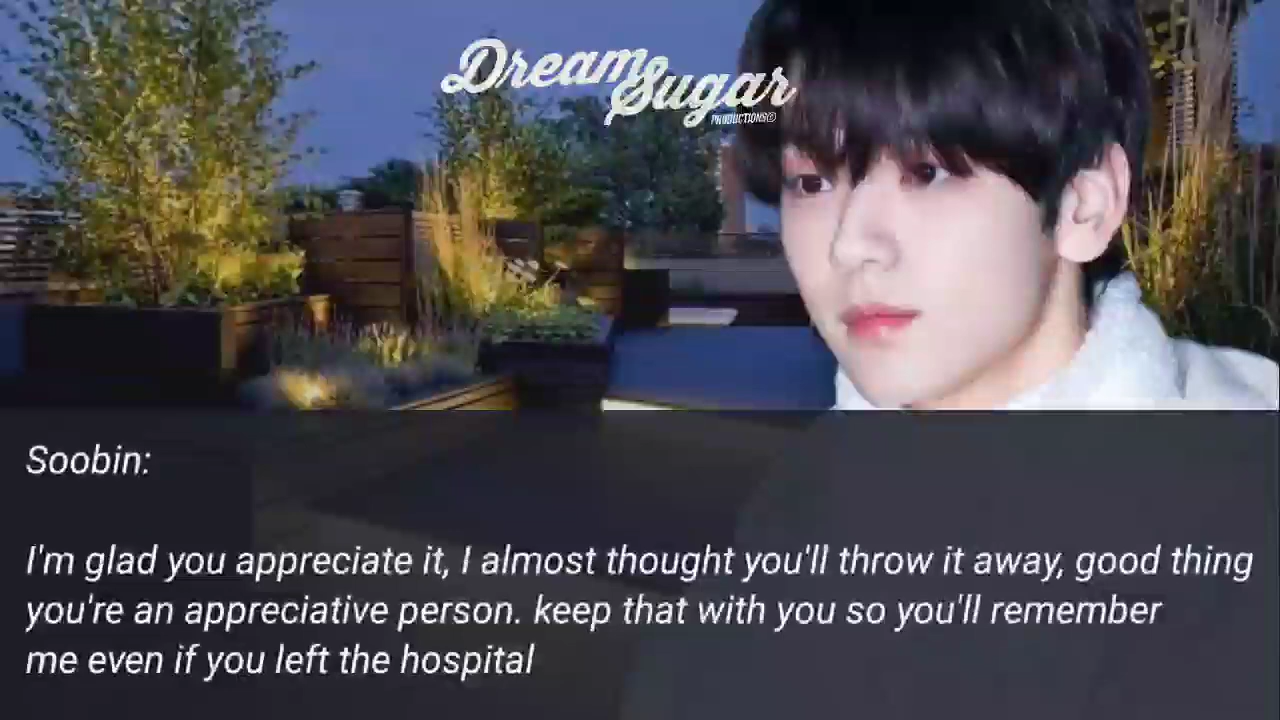 Dream
Sugar
PRODUCTIONS®
Soobin:
I'm glad you appreciate it, I almost thought you'll throw it away, good thing
you're an appreciative person. keep that with you so you'll remember
me even if you left the hospital